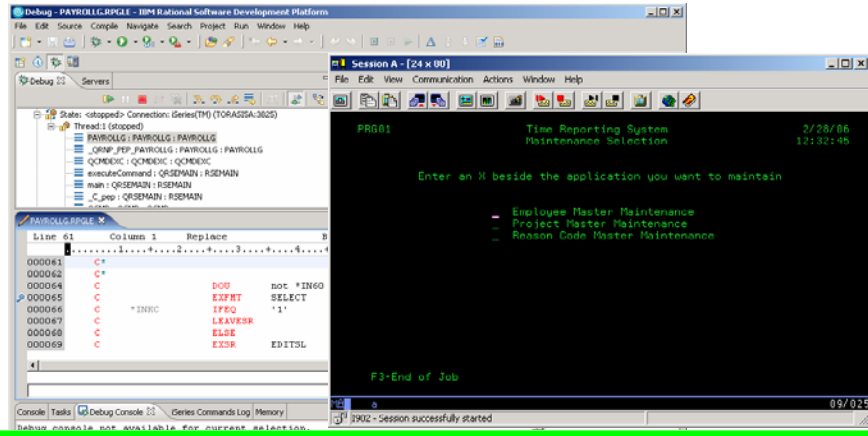 Debug - PAYROLLG.RPGLE - IBM Rational Software Development Platform
File Edit Source Compile Navigate Search Project Run Window Help
Debug Servers
State: <stopped> Connection: iSeries(TM) (TORASI5A:3825)
Thread:1 (stopped)
PAYROLLG : PAYROLLG : PAYROLLG
_QRNP_PEP_PAYROLLG : PAYROLLG : PAYROLLG
QCMDEXC : QCMDEXC : QCMDEXC
executeCommand : QRSEMAIN : RSEMAIN
main : QRSEMAIN : RSEMAIN
_C_pep : QRSEMAIN : RSEMAIN
PAYROLLG.RPGLE
Line 61 Column 1 Replace
.........1....+....2....+....3....+....4....+
000061 C*
000062 C*
000064 C DOU not *IN60
000065 C EXFMT SELECT
000066 C *INKC IFEQ '1'
000067 C LEAVESR
000068 C ELSE
000069 C EXSR EDITSL
Console Tasks Debug Console iSeries Commands Log Memory
Debug console not available for current selection.
Session A - [24 x 80]
File Edit View Communication Actions Window Help
PRG01 Time Reporting System 2/28/06
Maintenance Selection 12:32:45
Enter an X beside the application you want to maintain
_ Employee Master Maintenance
_ Project Master Maintenance
_ Reason Code Master Maintenance
F3-End of Job
MA a 09/025
I902 - Session successfully started